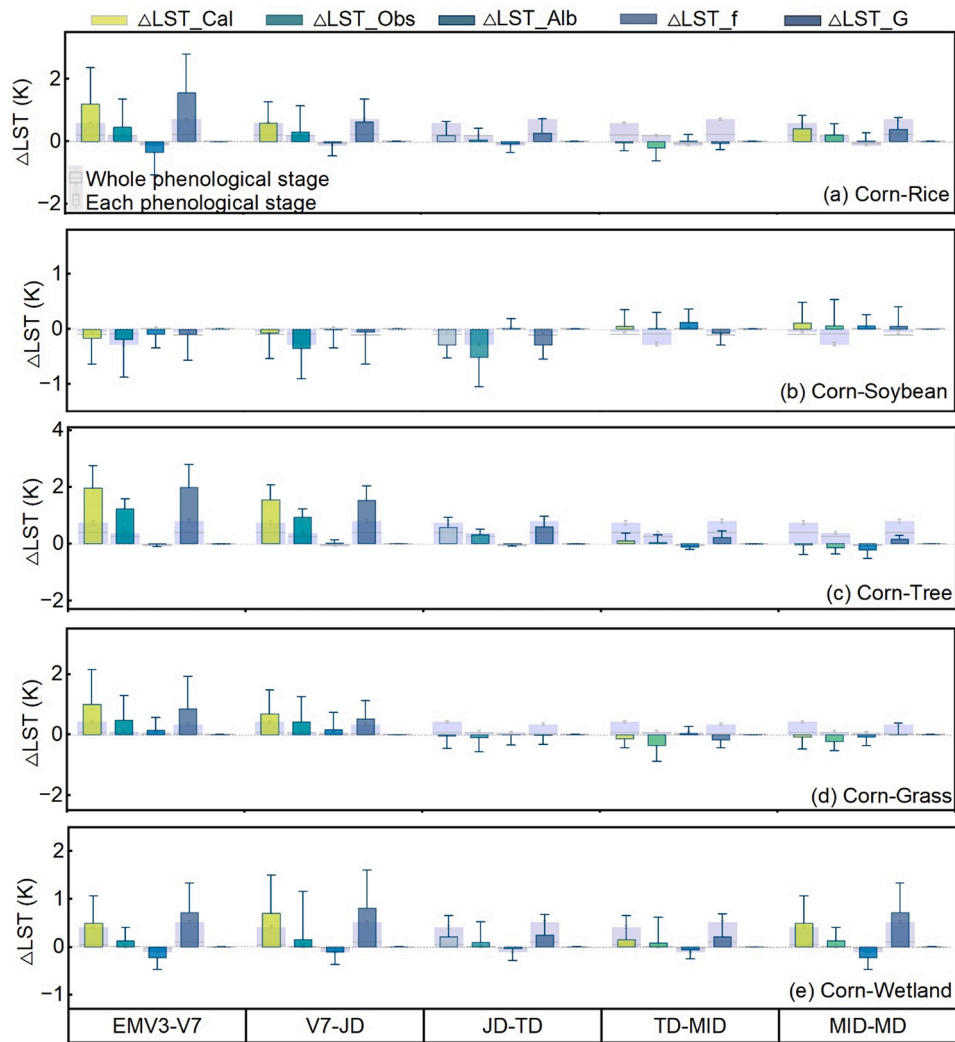 △LST_Cal △LST_Obs △LST_Alb △LST_f △LST_G
△LST (K)
2
0
−2
Whole phenological stage
Each phenological stage
(a) Corn-Rice
△LST (K)
1
0
−1
(b) Corn-Soybean
△LST (K)
4
2
0
−2
(c) Corn-Tree
△LST (K)
2
0
−2
(d) Corn-Grass
△LST (K)
1
0
−1
(e) Corn-Wetland
EMV3-V7 V7-JD JD-TD TD-MID MID-MD